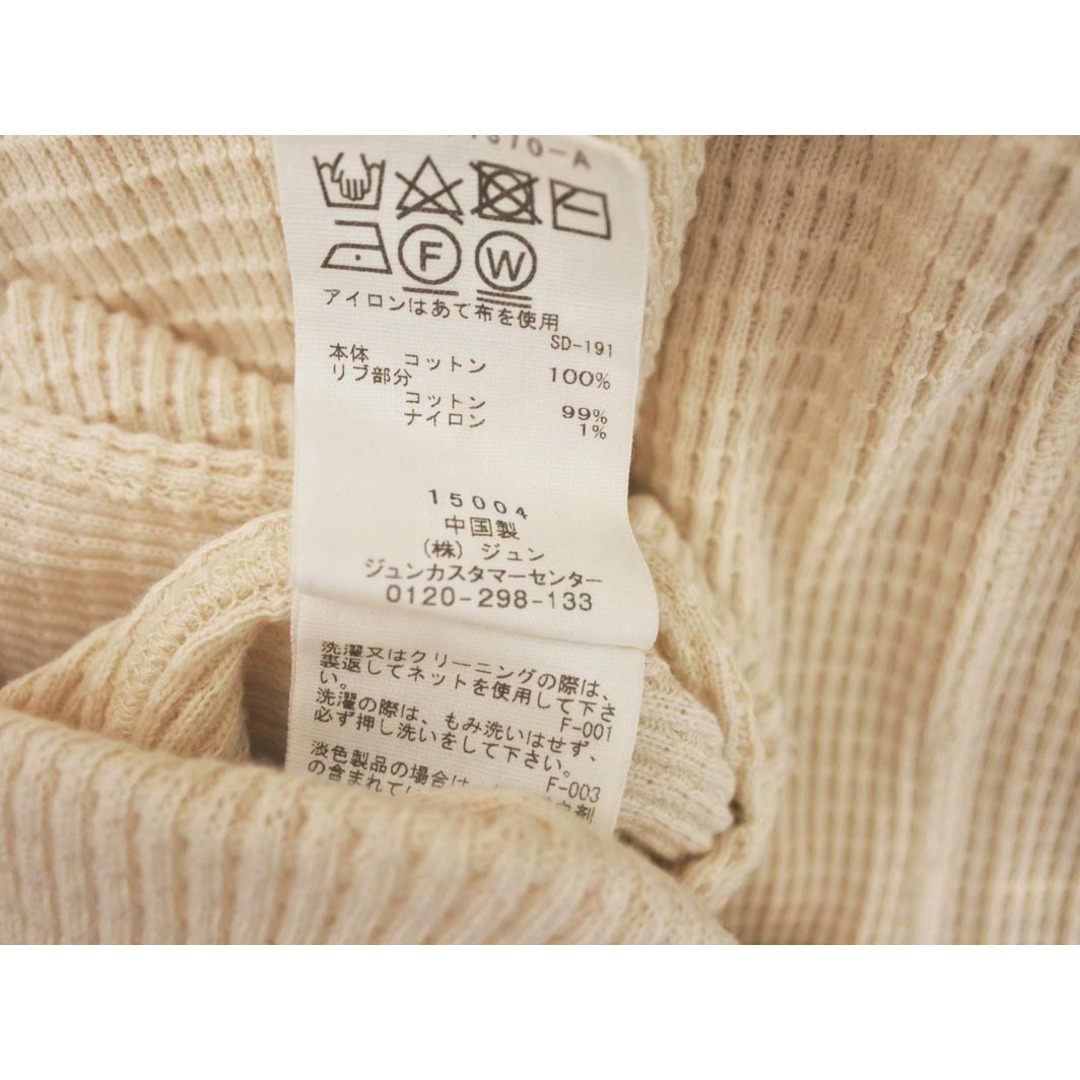 1310-A
F W
アイロンはあて布を使用
SD-191
本体 コットン 100%
リブ部分
コットン 99%
ナイロン 1%
15004
中国製
(株) ジュン
ジュンカスタマーセンター
0120-298-133
洗濯又はクリーニングの際は、
裏返してネットを使用して下さ
い。 F-001
洗濯の際は、もみ洗いはせず、
必ず押し洗いをして下さい。
F-003
淡色製品の場合は
の含まれて